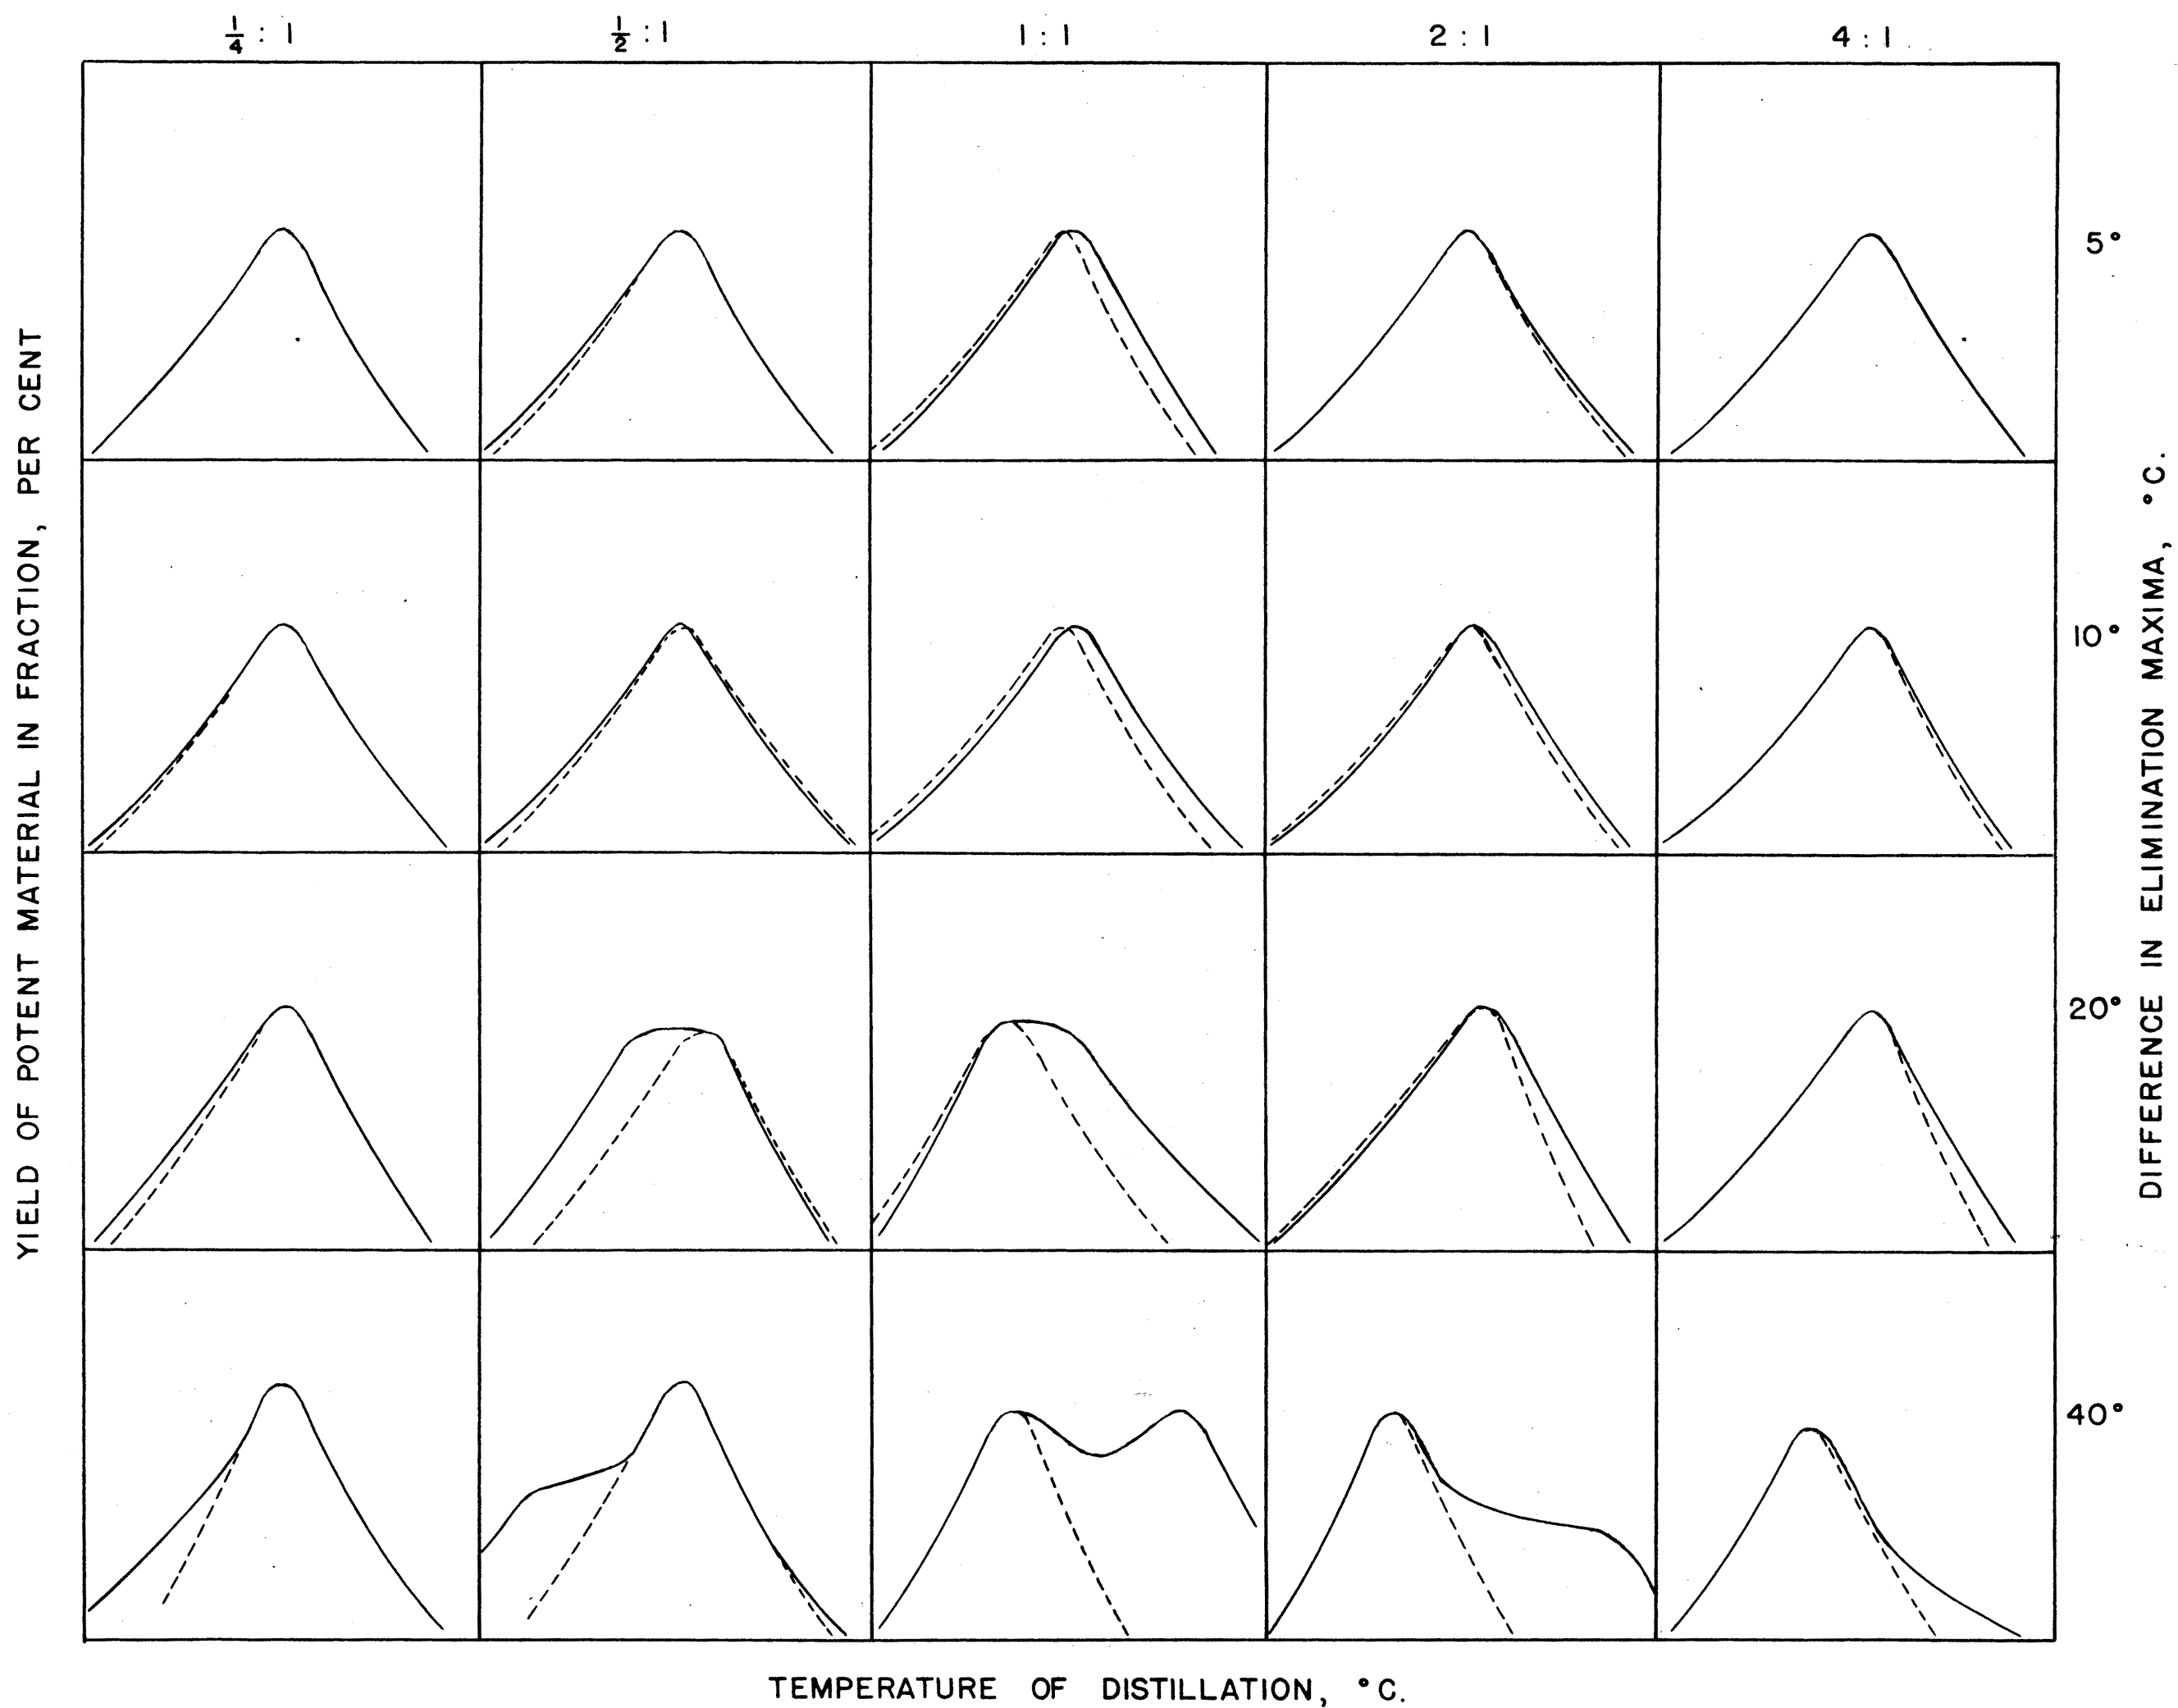 1/4 : 1
1/2 : 1
1 : 1
2 : 1
4 : 1
YIELD OF POTENT MATERIAL IN FRACTION, PER CENT
5°
10°
20°
40°
DIFFERENCE IN ELIMINATION MAXIMA, °C.
TEMPERATURE OF DISTILLATION, °C.